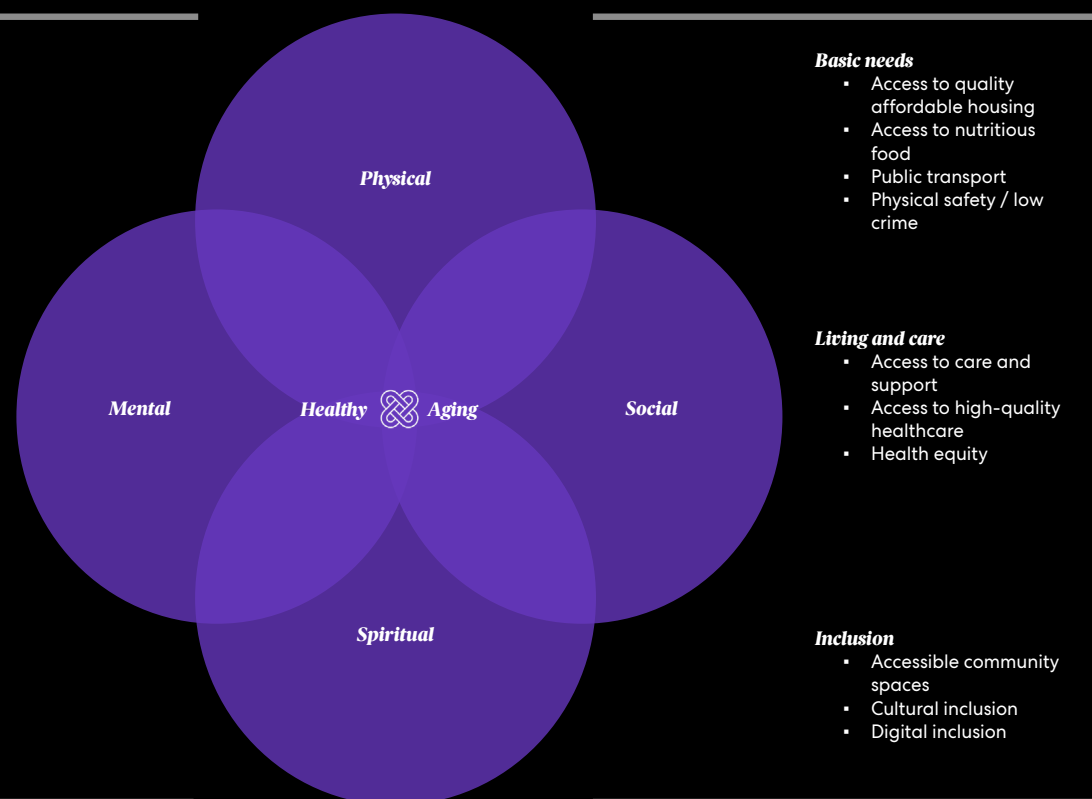 Physical
Mental
Healthy Aging
Social
Spiritual
Basic needs
▪ Access to quality
affordable housing
▪ Access to nutritious
food
▪ Public transport
▪ Physical safety / low
crime
Living and care
▪ Access to care and
support
▪ Access to high-quality
healthcare
▪ Health equity
Inclusion
▪ Accessible community
spaces
▪ Cultural inclusion
▪ Digital inclusion